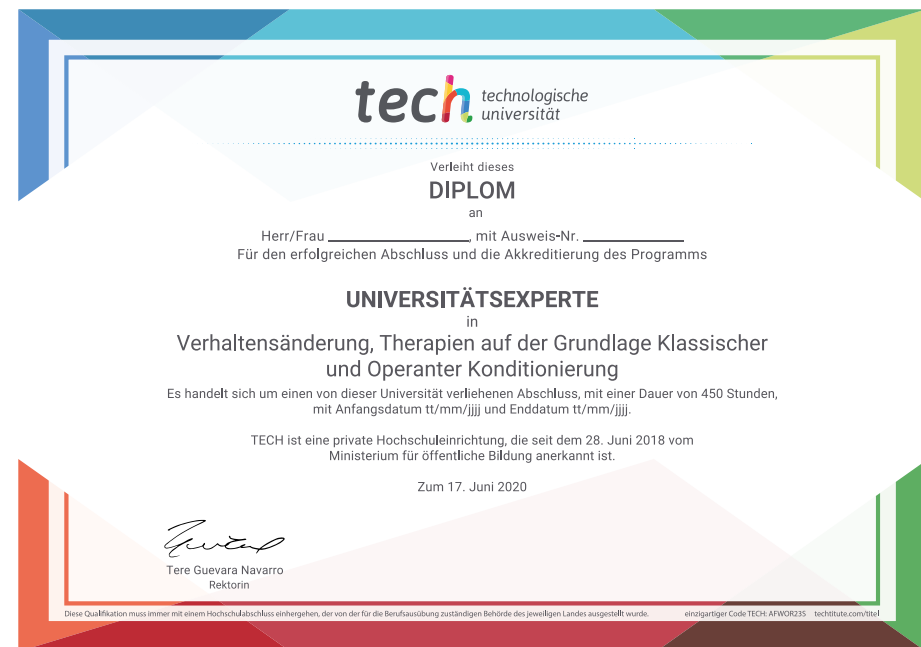 tech technologische
universität
Verleiht dieses
DIPLOM
an
Herr/Frau ____________________, mit Ausweis-Nr. ______________
Für den erfolgreichen Abschluss und die Akkreditierung des Programms
UNIVERSITÄTSEXPERTE
in
Verhaltensänderung, Therapien auf der Grundlage Klassischer
und Operanter Konditionierung
Es handelt sich um einen von dieser Universität verliehenen Abschluss, mit einer Dauer von 450 Stunden,
mit Anfangsdatum tt/mm/jjjj und Enddatum tt/mm/jjjj.
TECH ist eine private Hochschuleinrichtung, die seit dem 28. Juni 2018 vom
Ministerium für öffentliche Bildung anerkannt ist.
Zum 17. Juni 2020
Tere Guevara Navarro
Rektorin
Diese Qualifikation muss immer mit einem Hochschulabschluss einhergehen, der von der für die Berufsausübung zuständigen Behörde des jeweiligen Landes ausgestellt wurde. einzigartiger Code TECH: AFWOR23S techtitute.com/titel